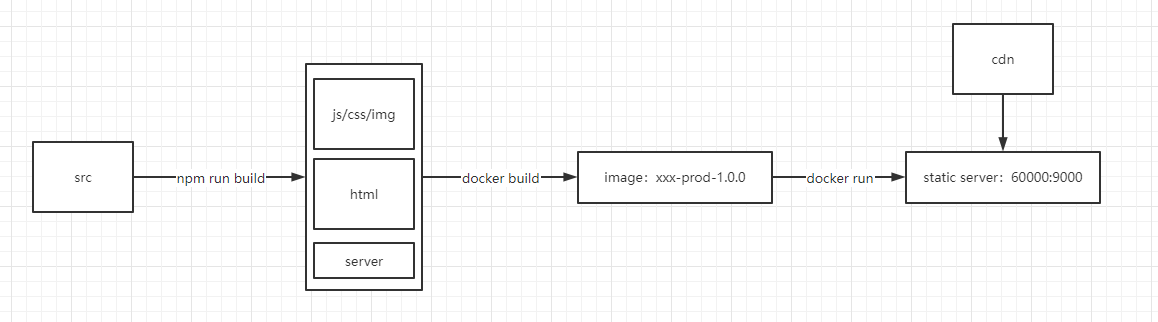 cdn
js/css/img
src
npm run build
html
docker build
image：xxx-prod-1.0.0
docker run
static server：60000:9000
server